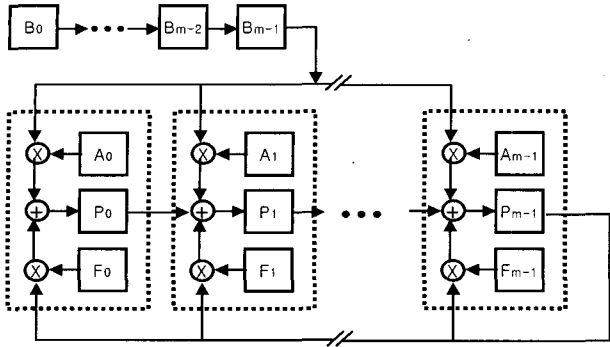 B0 ••• Bm-2 Bm-1
X A0 X A1 X Am-1
+ P0 + P1 ••• + Pm-1
X F0 X F1 X Fm-1